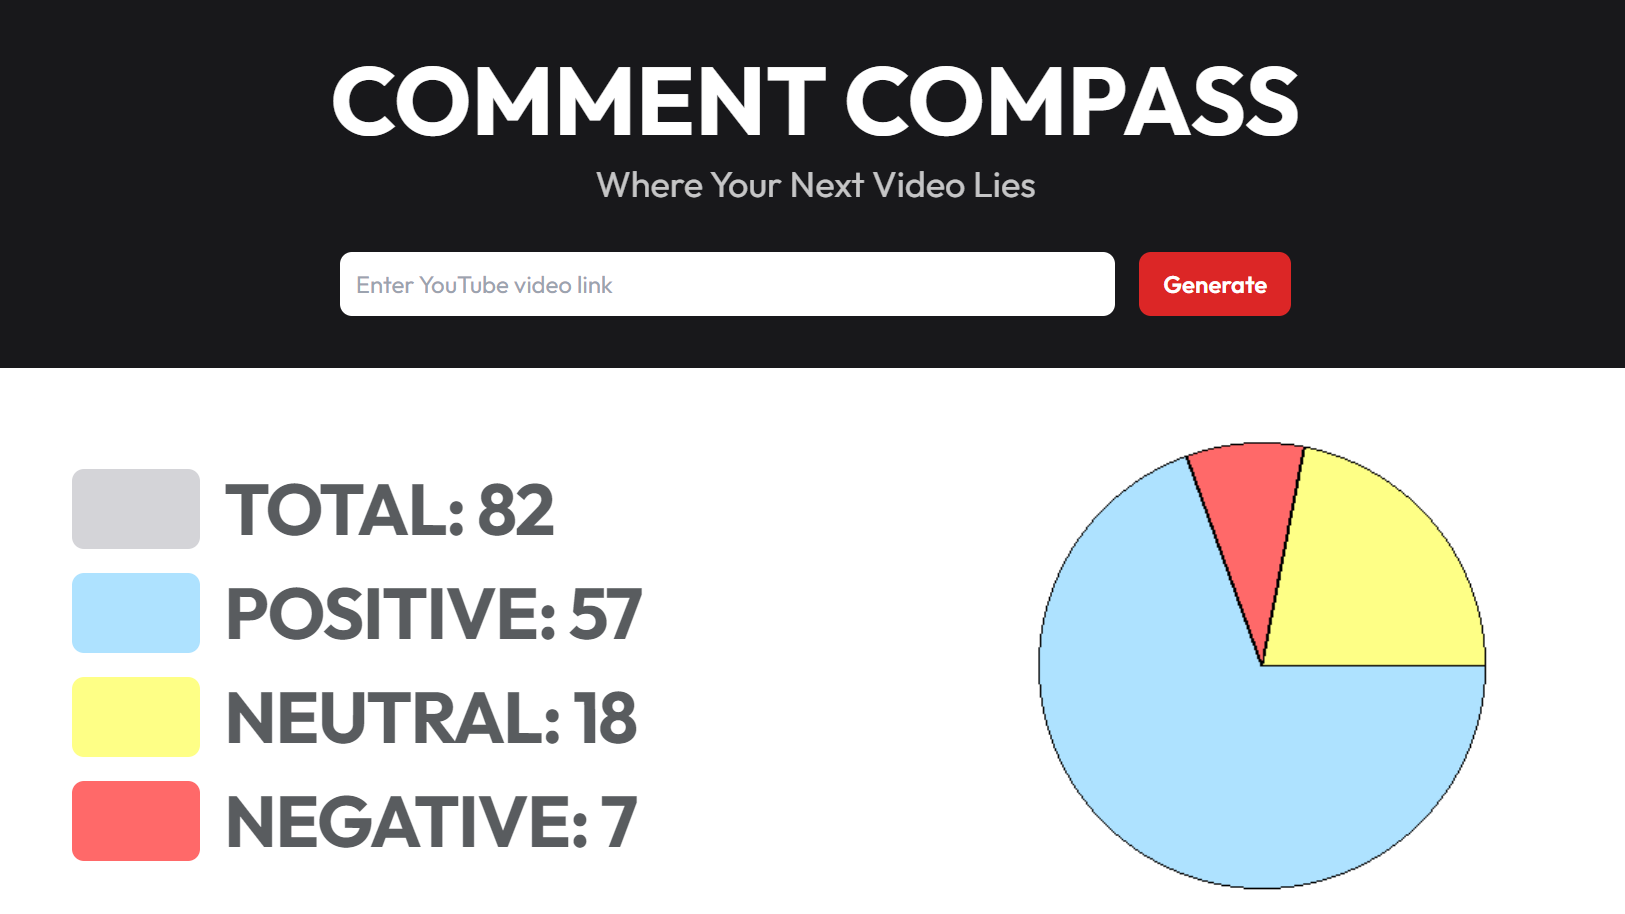 COMMENT COMPASS
Where Your Next Video Lies
Enter YouTube video link
Generate
TOTAL: 82
POSITIVE: 57
NEUTRAL: 18
NEGATIVE: 7